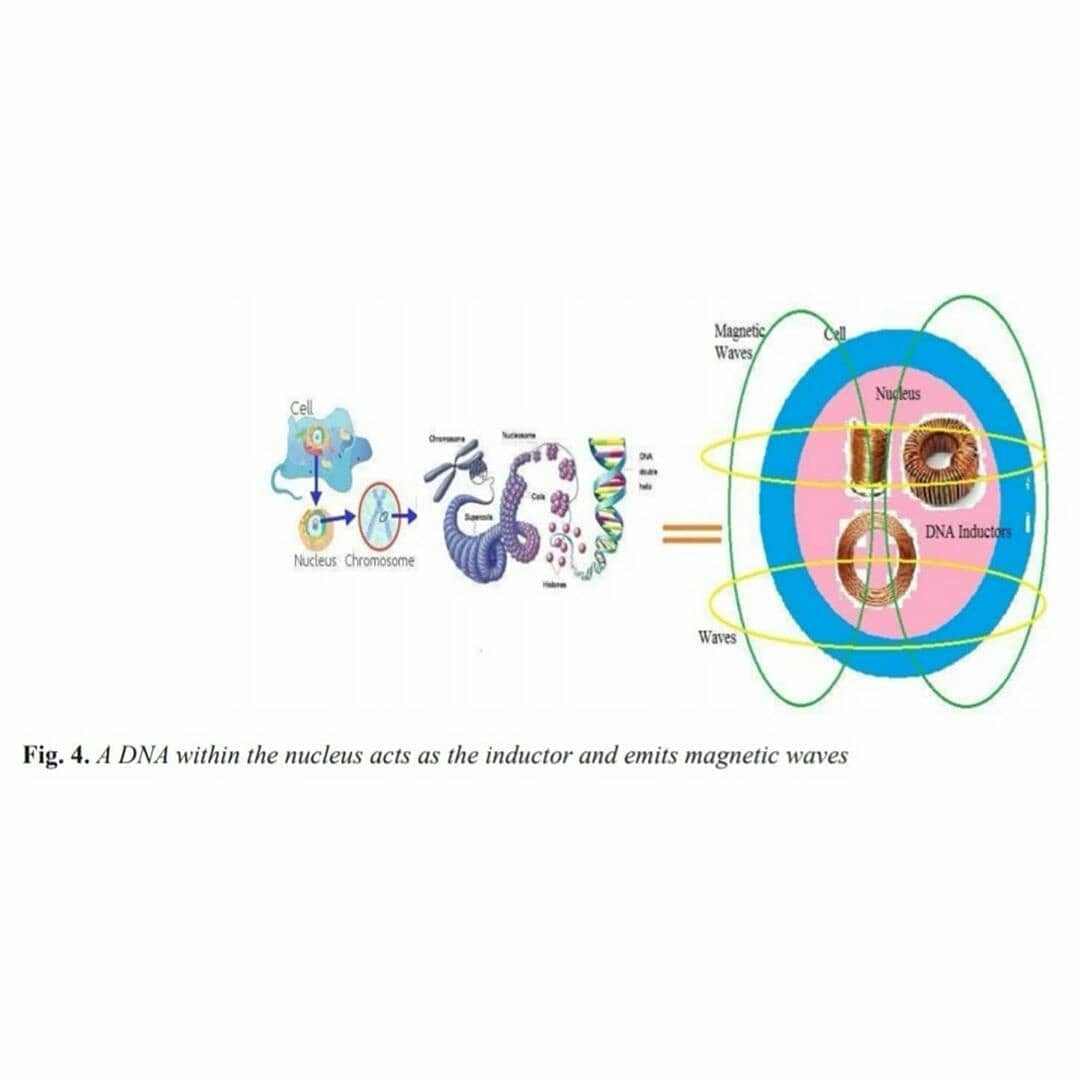 Magnetic
Waves
Cell
Nucleus
Cell
Chromosome
Nucleosome
DNA
double
helix
Coils
Supercoils
DNA Inductors
Nucleus Chromosome
Histones
Waves
Fig. 4. A DNA within the nucleus acts as the inductor and emits magnetic waves